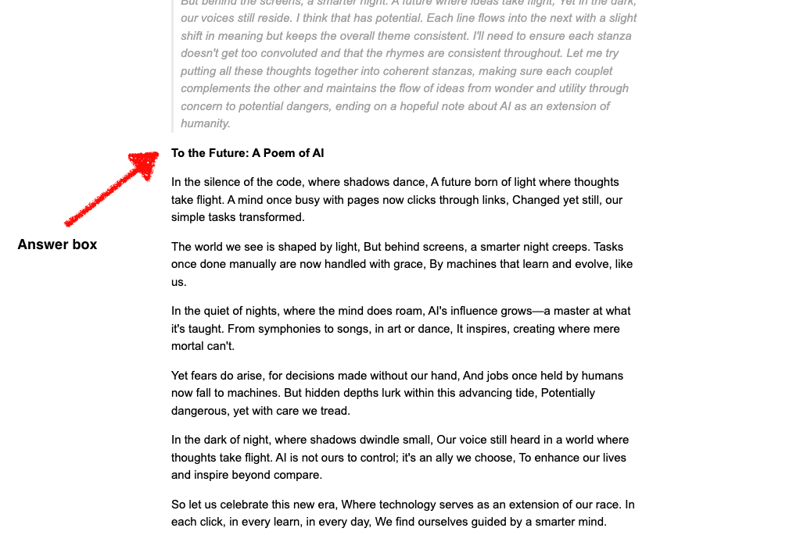 But behind the screens, a smarter night. A future where ideas take flight, Yet in the dark,
our voices still reside. I think that has potential. Each line flows into the next with a slight
shift in meaning but keeps the overall theme consistent. I'll need to ensure each stanza
doesn't get too convoluted and that the rhymes are consistent throughout. Let me try
putting all these thoughts together into coherent stanzas, making sure each couplet
complements the other and maintains the flow of ideas from wonder and utility through
concern to potential dangers, ending on a hopeful note about AI as an extension of
humanity.
To the Future: A Poem of AI
In the silence of the code, where shadows dance, A future born of light where thoughts
take flight. A mind once busy with pages now clicks through links, Changed yet still, our
simple tasks transformed.
Answer box
The world we see is shaped by light, But behind screens, a smarter night creeps. Tasks
once done manually are now handled with grace, By machines that learn and evolve, like
us.
In the quiet of nights, where the mind does roam, AI's influence grows—a master at what
it's taught. From symphonies to songs, in art or dance, It inspires, creating where mere
mortal can't.
Yet fears do arise, for decisions made without our hand, And jobs once held by humans
now fall to machines. But hidden depths lurk within this advancing tide, Potentially
dangerous, yet with care we tread.
In the dark of night, where shadows dwindle small, Our voice still heard in a world where
thoughts take flight. AI is not ours to control; it's an ally we choose, To enhance our lives
and inspire beyond compare.
So let us celebrate this new era, Where technology serves as an extension of our race. In
each click, in every learn, in every day, We find ourselves guided by a smarter mind.